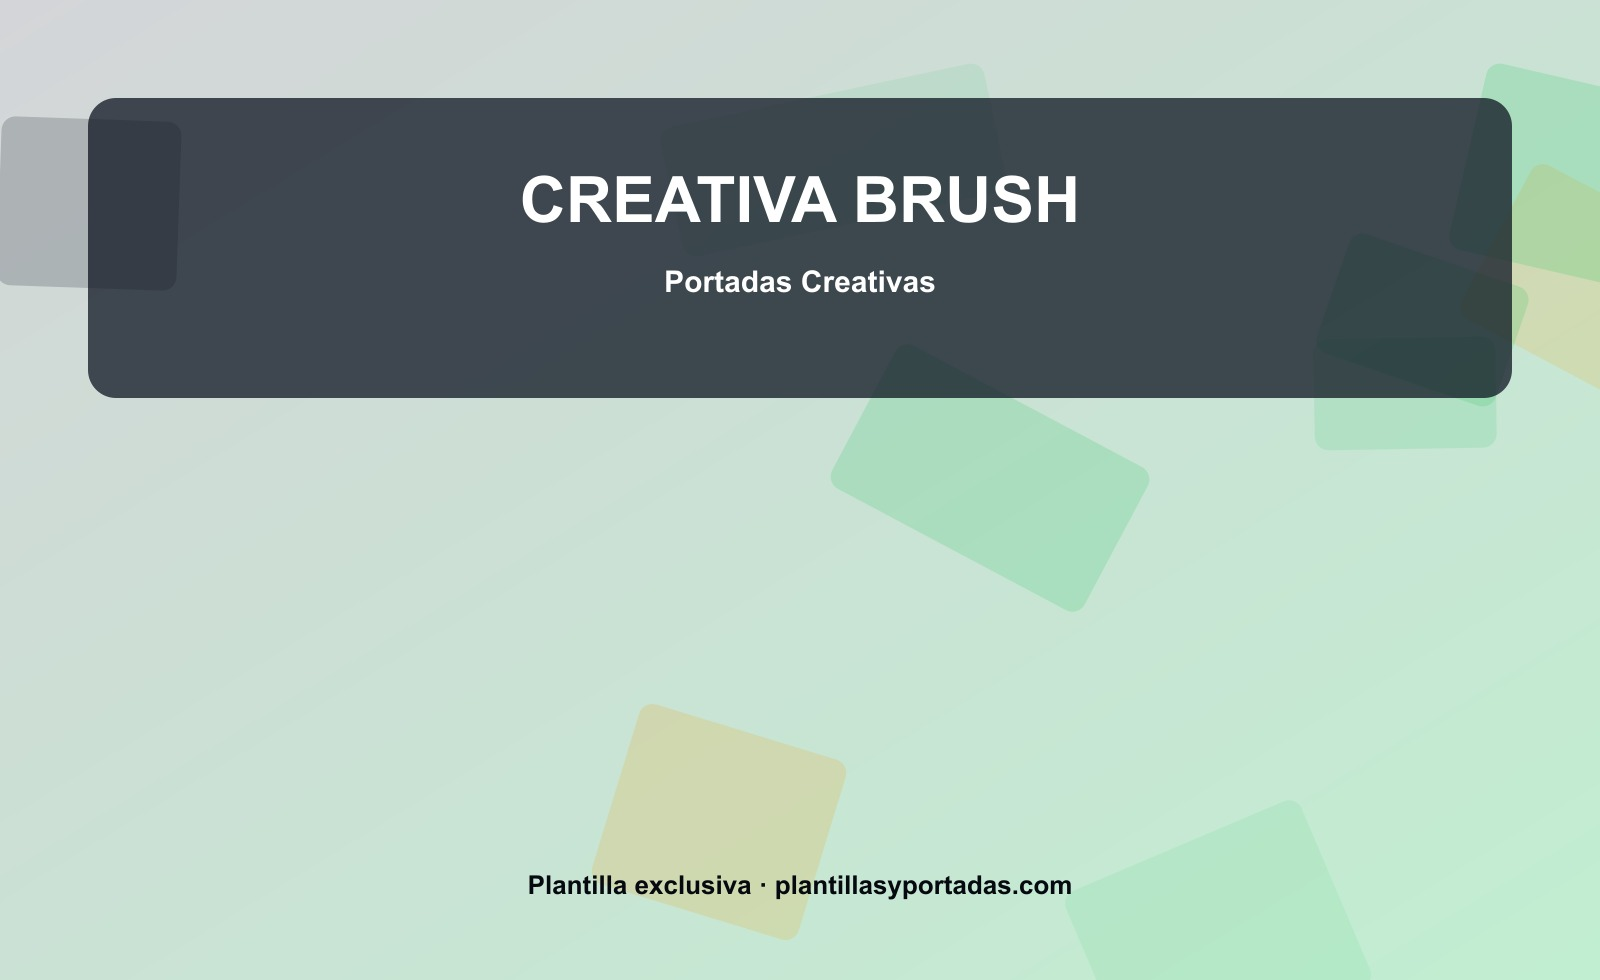 CREATIVA BRUSH
Portadas Creativas
Plantilla exclusiva · plantillasyportadas.com